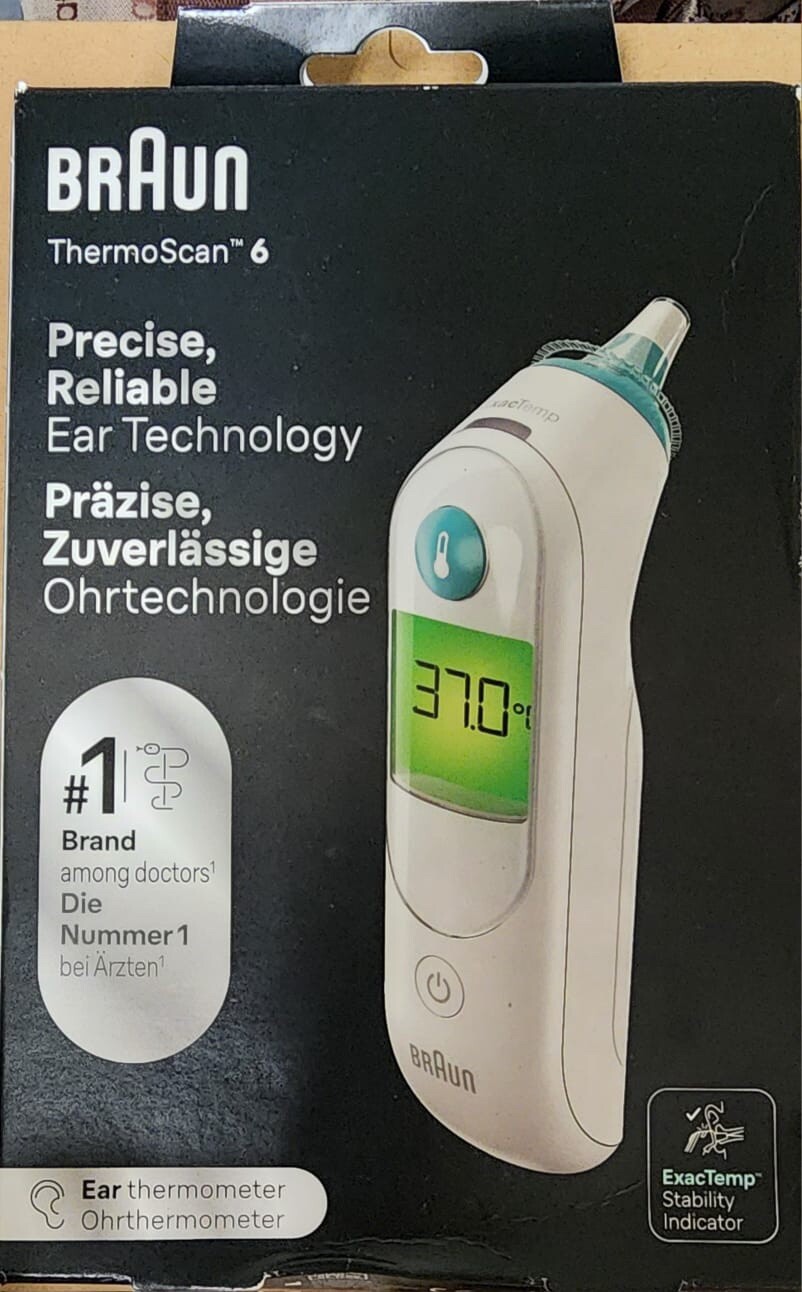 BRAUN
ThermoScan™ 6
Precise,
Reliable
Ear Technology
Präzise,
Zuverlässige
Ohrtechnologie
ExacTemp
37.0°C
#1
Brand
among doctors¹
Die
Nummer 1
bei Ärzten¹
BRAUN
Ear thermometer
Ohrthermometer
ExacTemp™
Stability
Indicator